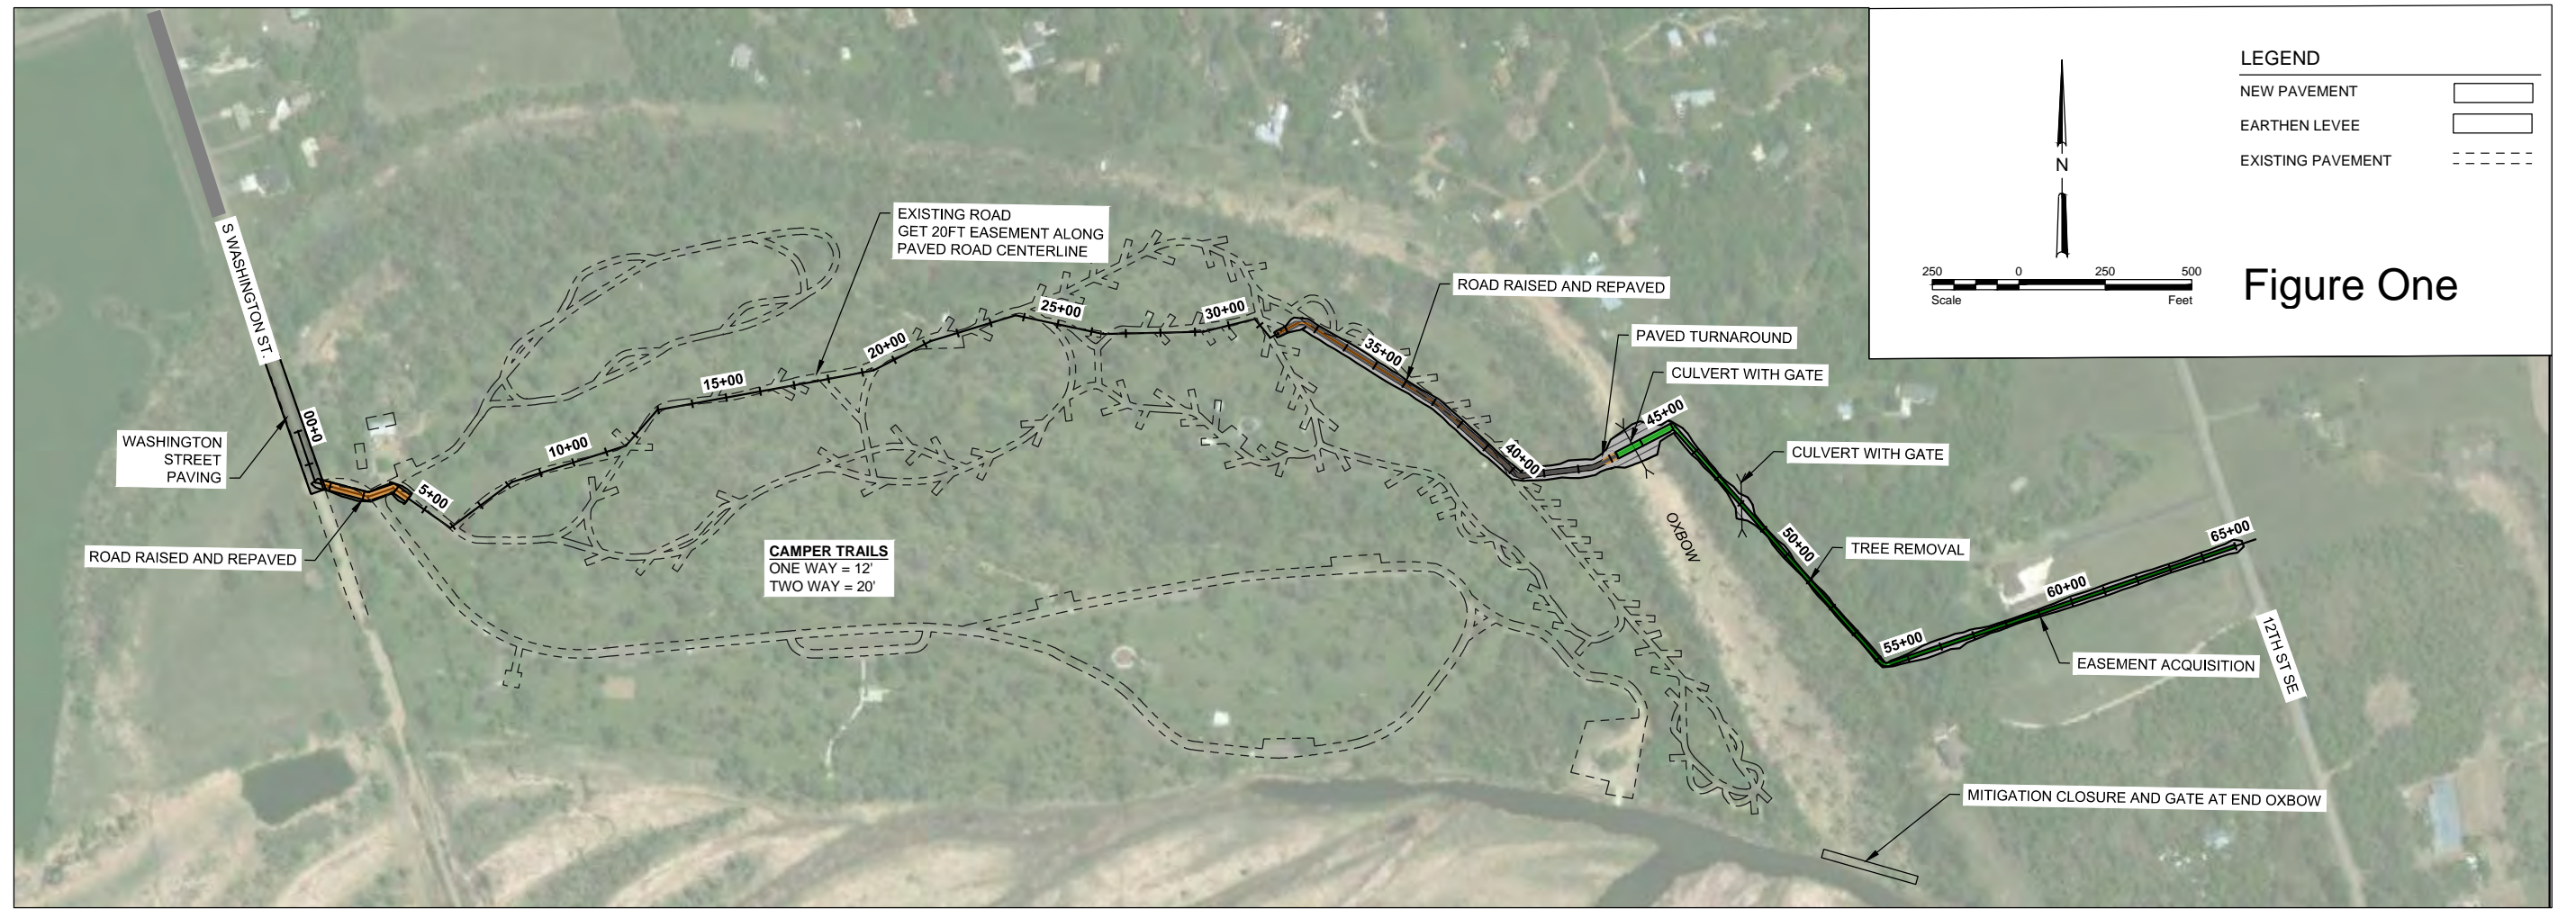 LEGEND
NEW PAVEMENT
EARTHEN LEVEE
EXISTING PAVEMENT
N
250 0 250 500
Scale Feet
Figure One
S WASHINGTON ST.
EXISTING ROAD
GET 20FT EASEMENT ALONG
PAVED ROAD CENTERLINE
ROAD RAISED AND REPAVED
PAVED TURNAROUND
CULVERT WITH GATE
CULVERT WITH GATE
WASHINGTON
STREET
PAVING
ROAD RAISED AND REPAVED
0+00
5+00
10+00
15+00
20+00
25+00
30+00
35+00
40+00
45+00
50+00
55+00
60+00
65+00
CAMPER TRAILS
ONE WAY = 12'
TWO WAY = 20'
OXBOW
TREE REMOVAL
EASEMENT ACQUISITION
12TH ST SE
MITIGATION CLOSURE AND GATE AT END OXBOW